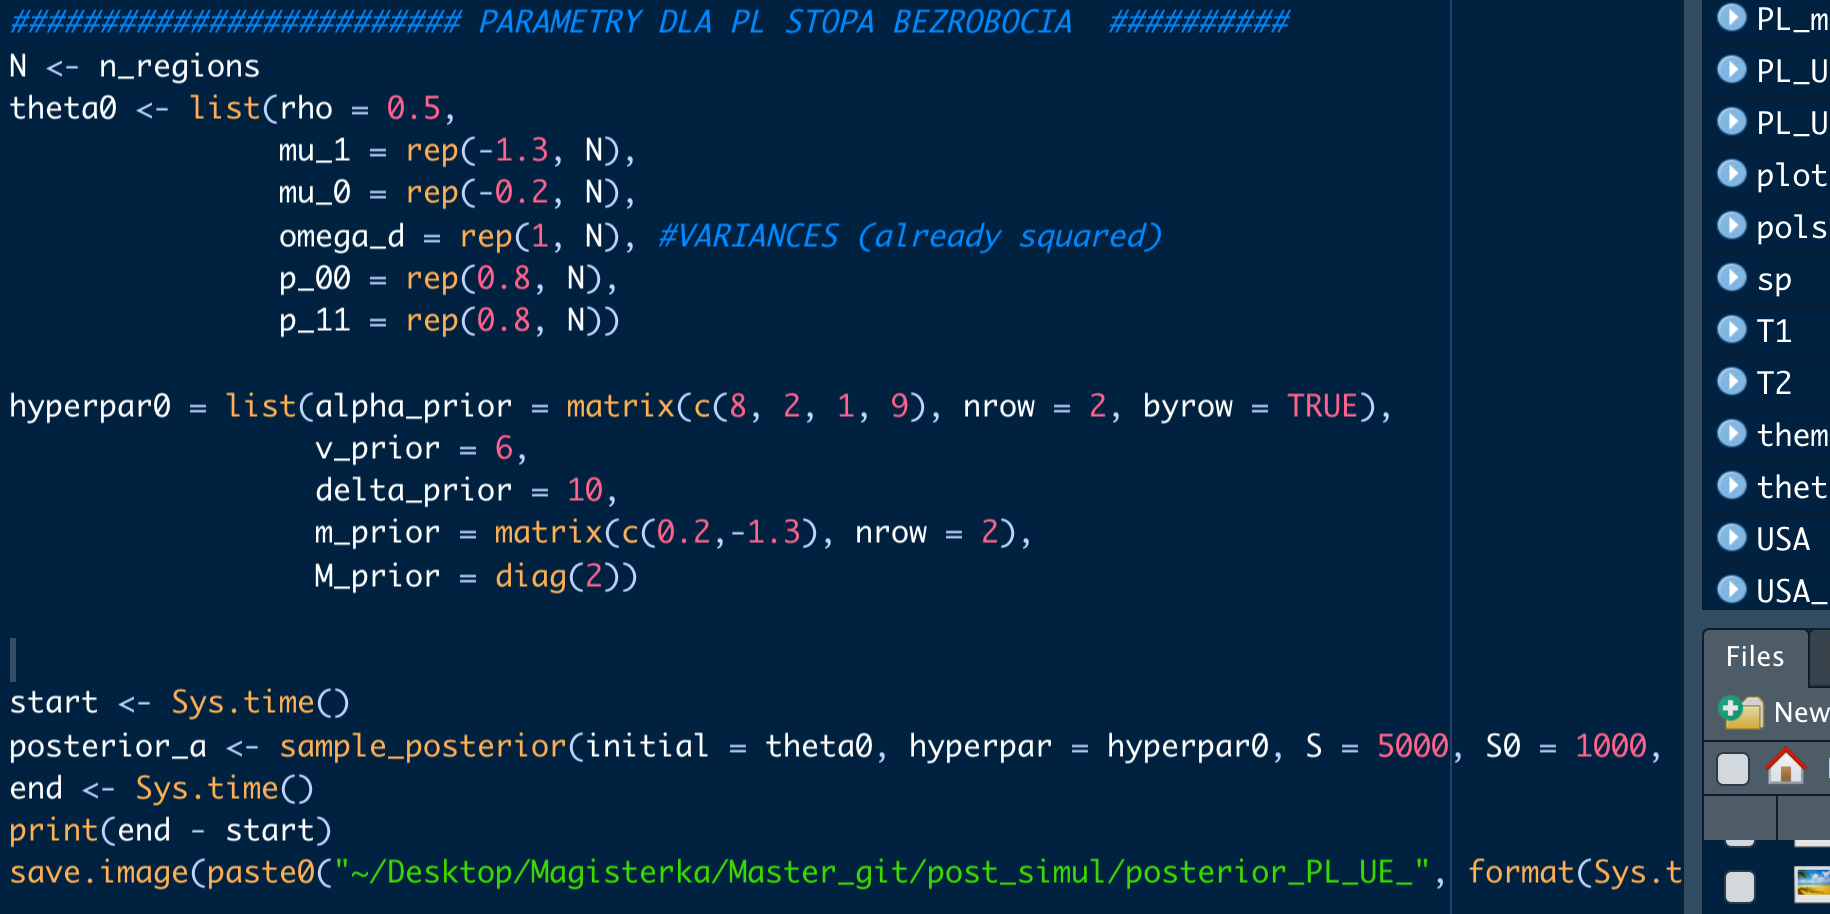 ######################### PARAMETRY DLA PL STOPA BEZROBOCIA ##########
N <- n_regions
theta0 <- list(rho = 0.5,
mu_1 = rep(-1.3, N),
mu_0 = rep(-0.2, N),
omega_d = rep(1, N), #VARIANCES (already squared)
p_00 = rep(0.8, N),
p_11 = rep(0.8, N))
hyperpar0 = list(alpha_prior = matrix(c(8, 2, 1, 9), nrow = 2, byrow = TRUE),
v_prior = 6,
delta_prior = 10,
m_prior = matrix(c(0.2,-1.3), nrow = 2),
M_prior = diag(2))
start <- Sys.time()
posterior_a <- sample_posterior(initial = theta0, hyperpar = hyperpar0, S = 5000, S0 = 1000,
end <- Sys.time()
print(end - start)
save.image(paste0("~/Desktop/Magisterka/Master_git/post_simul/posterior_PL_UE_", format(Sys.t
PL_m
PL_U
PL_U
plot
pols
sp
T1
T2
them
thet
USA
USA_
Files
New